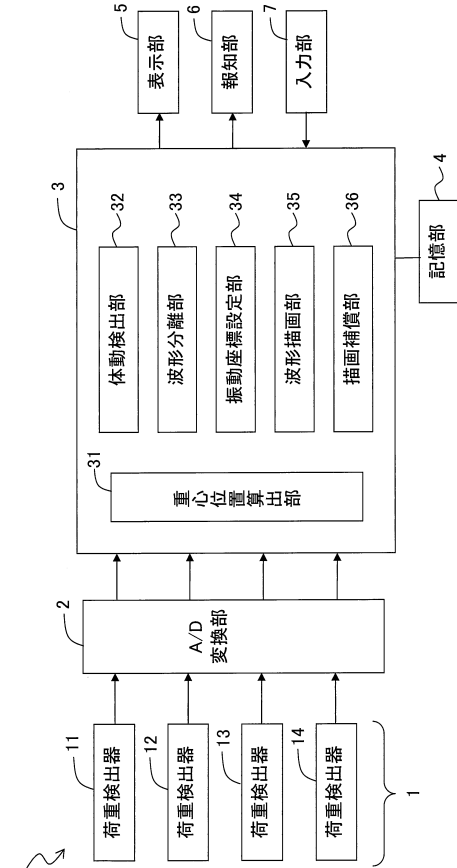 11
荷重検出器
12
荷重検出器
13
荷重検出器
14
荷重検出器
1
2
A/D
変換部
3
31
重心位置算出部
32
体動検出部
33
波形分離部
34
振動座標設定部
35
波形描画部
36
描画補償部
4
記憶部
5
表示部
6
報知部
7
入力部